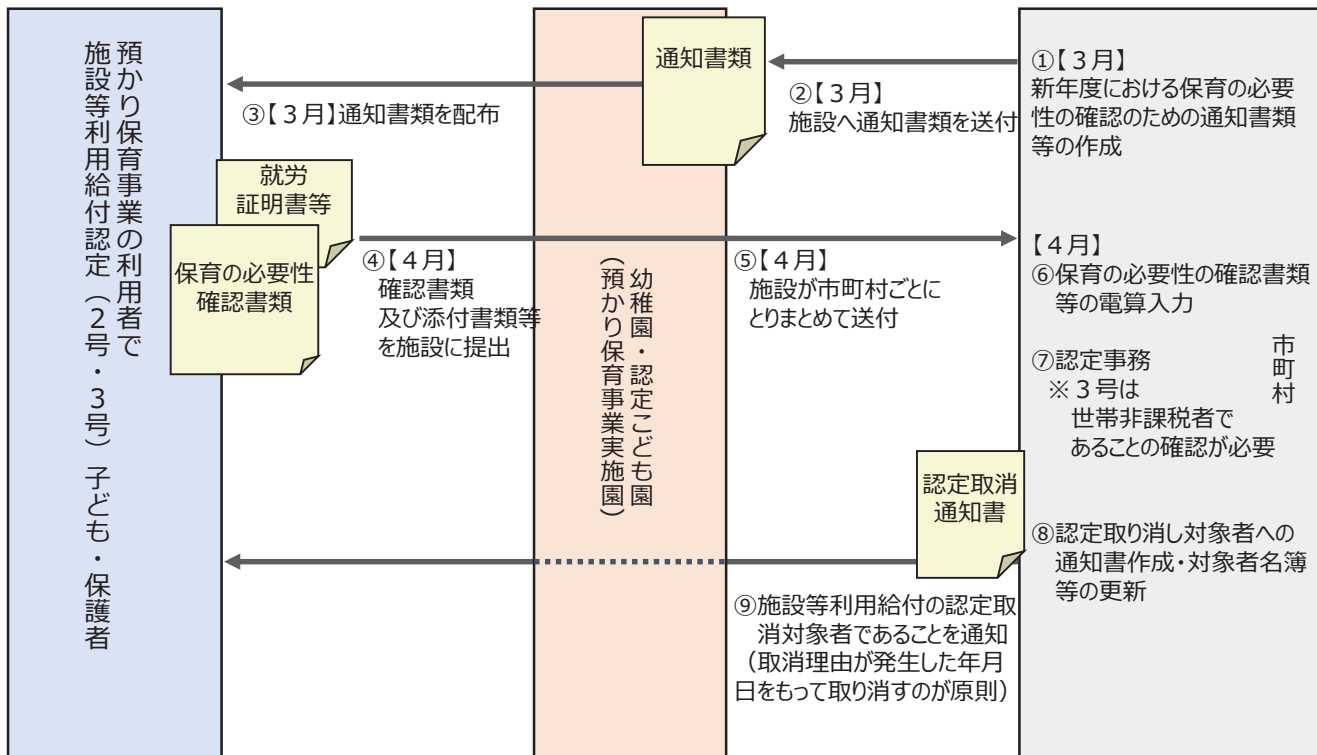 預かり保育事業の利用者で
施設等利用給付認定（２号・３号）子ども・保護者
通知書類
③【３月】通知書類を配布
②【３月】
施設へ通知書類を送付
①【３月】
新年度における保育の必要
性の確認のための通知書類
等の作成
就労
証明書等
保育の必要性
確認書類
④【４月】
確認書類
及び添付書類等
を施設に提出
幼稚園・認定こども園
（預かり保育事業実施園）
⑤【４月】
施設が市町村ごとに
とりまとめて送付
【４月】
⑥保育の必要性の確認書類
等の電算入力
市町村
⑦認定事務
※３号は
世帯非課税者で
あることの確認が必要
認定取消
通知書
⑧認定取り消し対象者への
通知書作成・対象者名簿
等の更新
⑨施設等利用給付の認定取
消対象者であることを通知
（取消理由が発生した年月
日をもって取り消すのが原則）